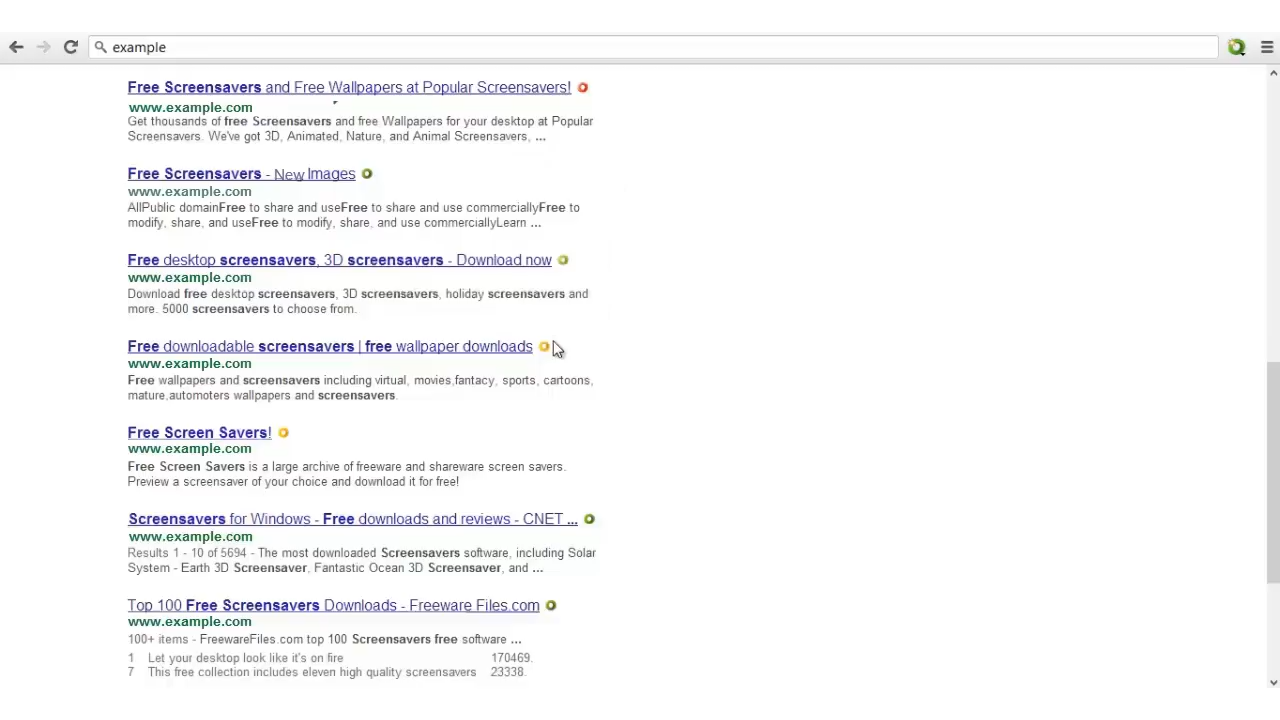 example
Free Screensavers and Free Wallpapers at Popular Screensavers!
www.example.com
Get thousands of free Screensavers and free Wallpapers for your desktop at Popular
Screensavers. We've got 3D, Animated, Nature, and Animal Screensavers, ...
Free Screensavers - New Images
www.example.com
AllPublic domainFree to share and useFree to share and use commerciallyFree to
modify, share, and useFree to modify, share, and use commerciallyLearn ...
Free desktop screensavers, 3D screensavers - Download now
www.example.com
Download free desktop screensavers, 3D screensavers, holiday screensavers and
more. 5000 screensavers to choose from.
Free downloadable screensavers | free wallpaper downloads
www.example.com
Free wallpapers and screensavers including virtual, movies,fantacy, sports, cartoons,
mature,automoters wallpapers and screensavers.
Free Screen Savers!
www.example.com
Free Screen Savers is a large archive of freeware and shareware screen savers.
Preview a screensaver of your choice and download it for free!
Screensavers for Windows - Free downloads and reviews - CNET ...
www.example.com
Results 1 - 10 of 5694 - The most downloaded Screensavers software, including Solar
System - Earth 3D Screensaver, Fantastic Ocean 3D Screensaver, and ...
Top 100 Free Screensavers Downloads - Freeware Files.com
www.example.com
100+ items - FreewareFiles.com top 100 Screensavers free software ...
1 Let your desktop look like it's on fire 170469.
7 This free collection includes eleven high quality screensavers 23338.